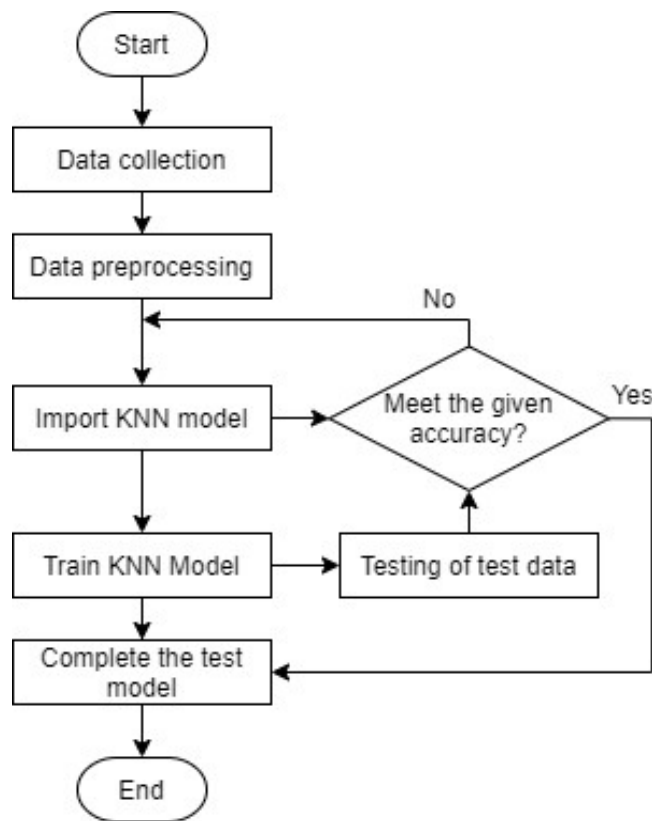 Start
Data collection
Data preprocessing
No
Import KNN model
Meet the given
accuracy?
Yes
Train KNN Model
Testing of test data
Complete the test
model
End